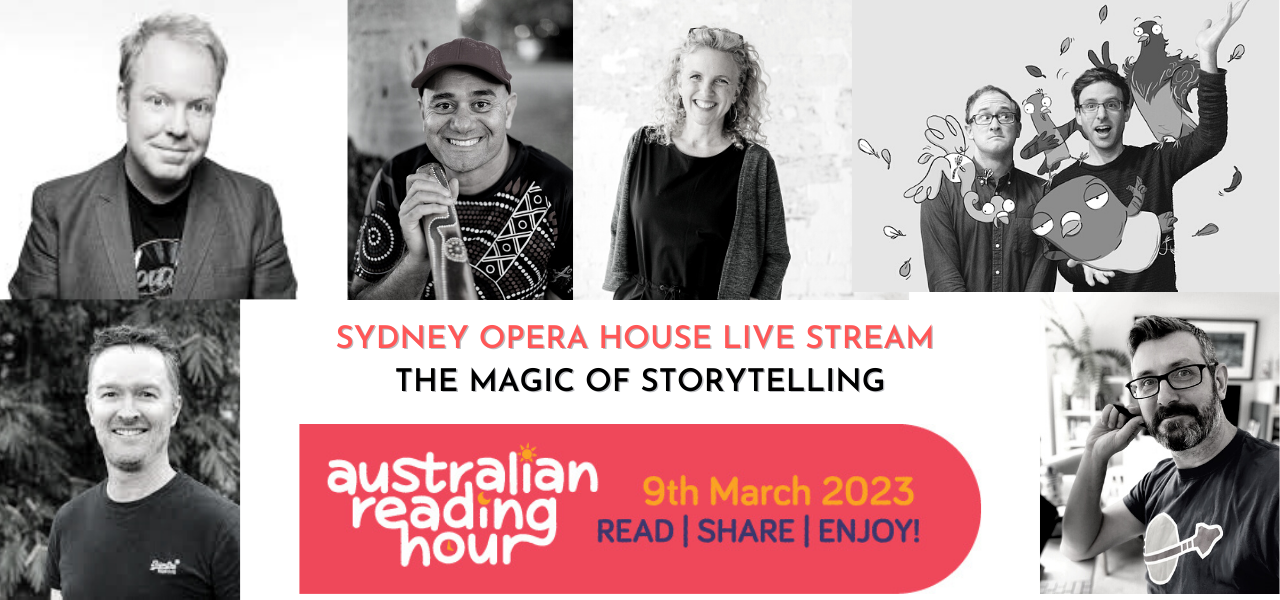 SYDNEY OPERA HOUSE LIVE STREAM
THE MAGIC OF STORYTELLING
australian
reading
hour
9th March 2023
READ | SHARE | ENJOY!